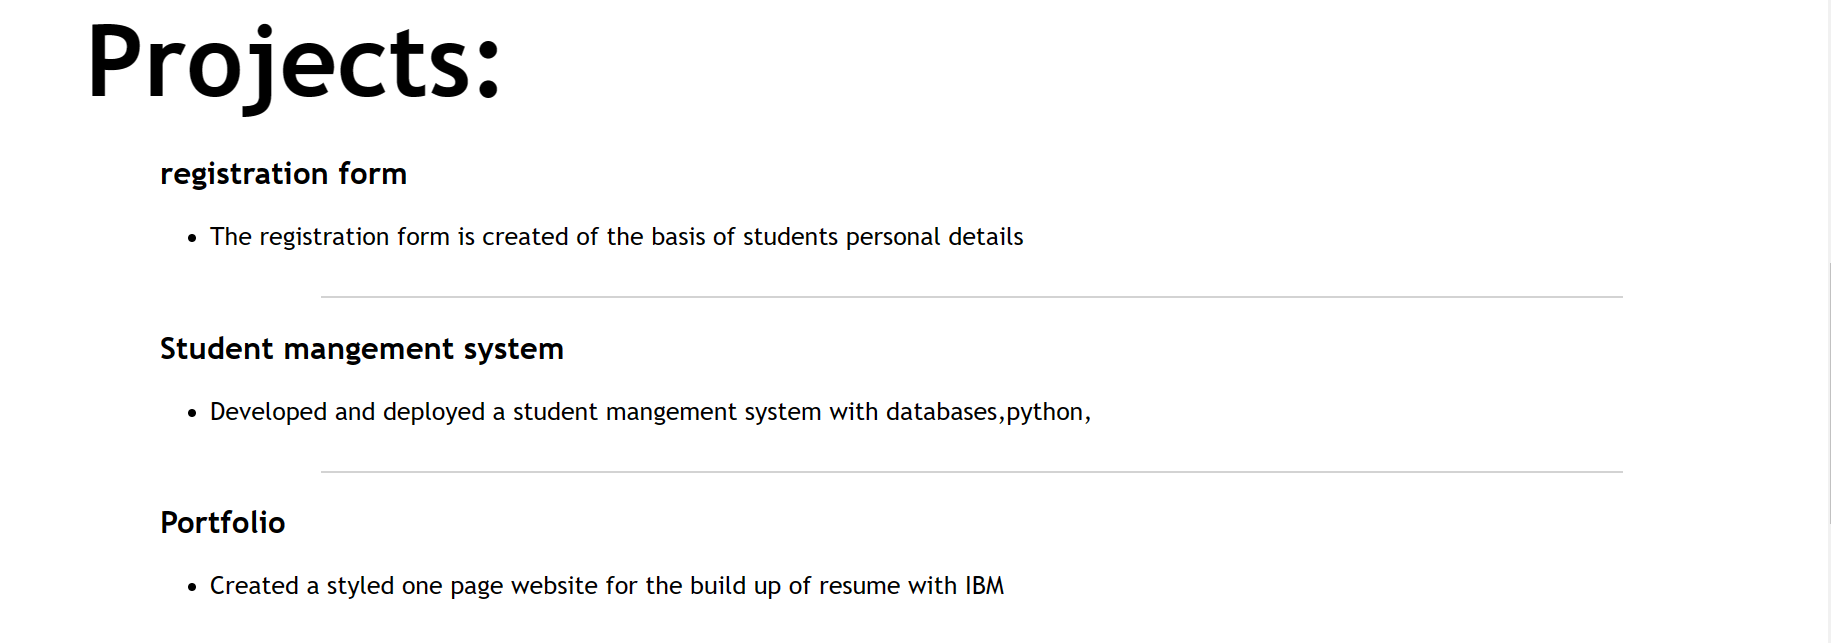 Projects:
registration form
• The registration form is created of the basis of students personal details
Student mangement system
• Developed and deployed a student mangement system with databases,python,
Portfolio
• Created a styled one page website for the build up of resume with IBM